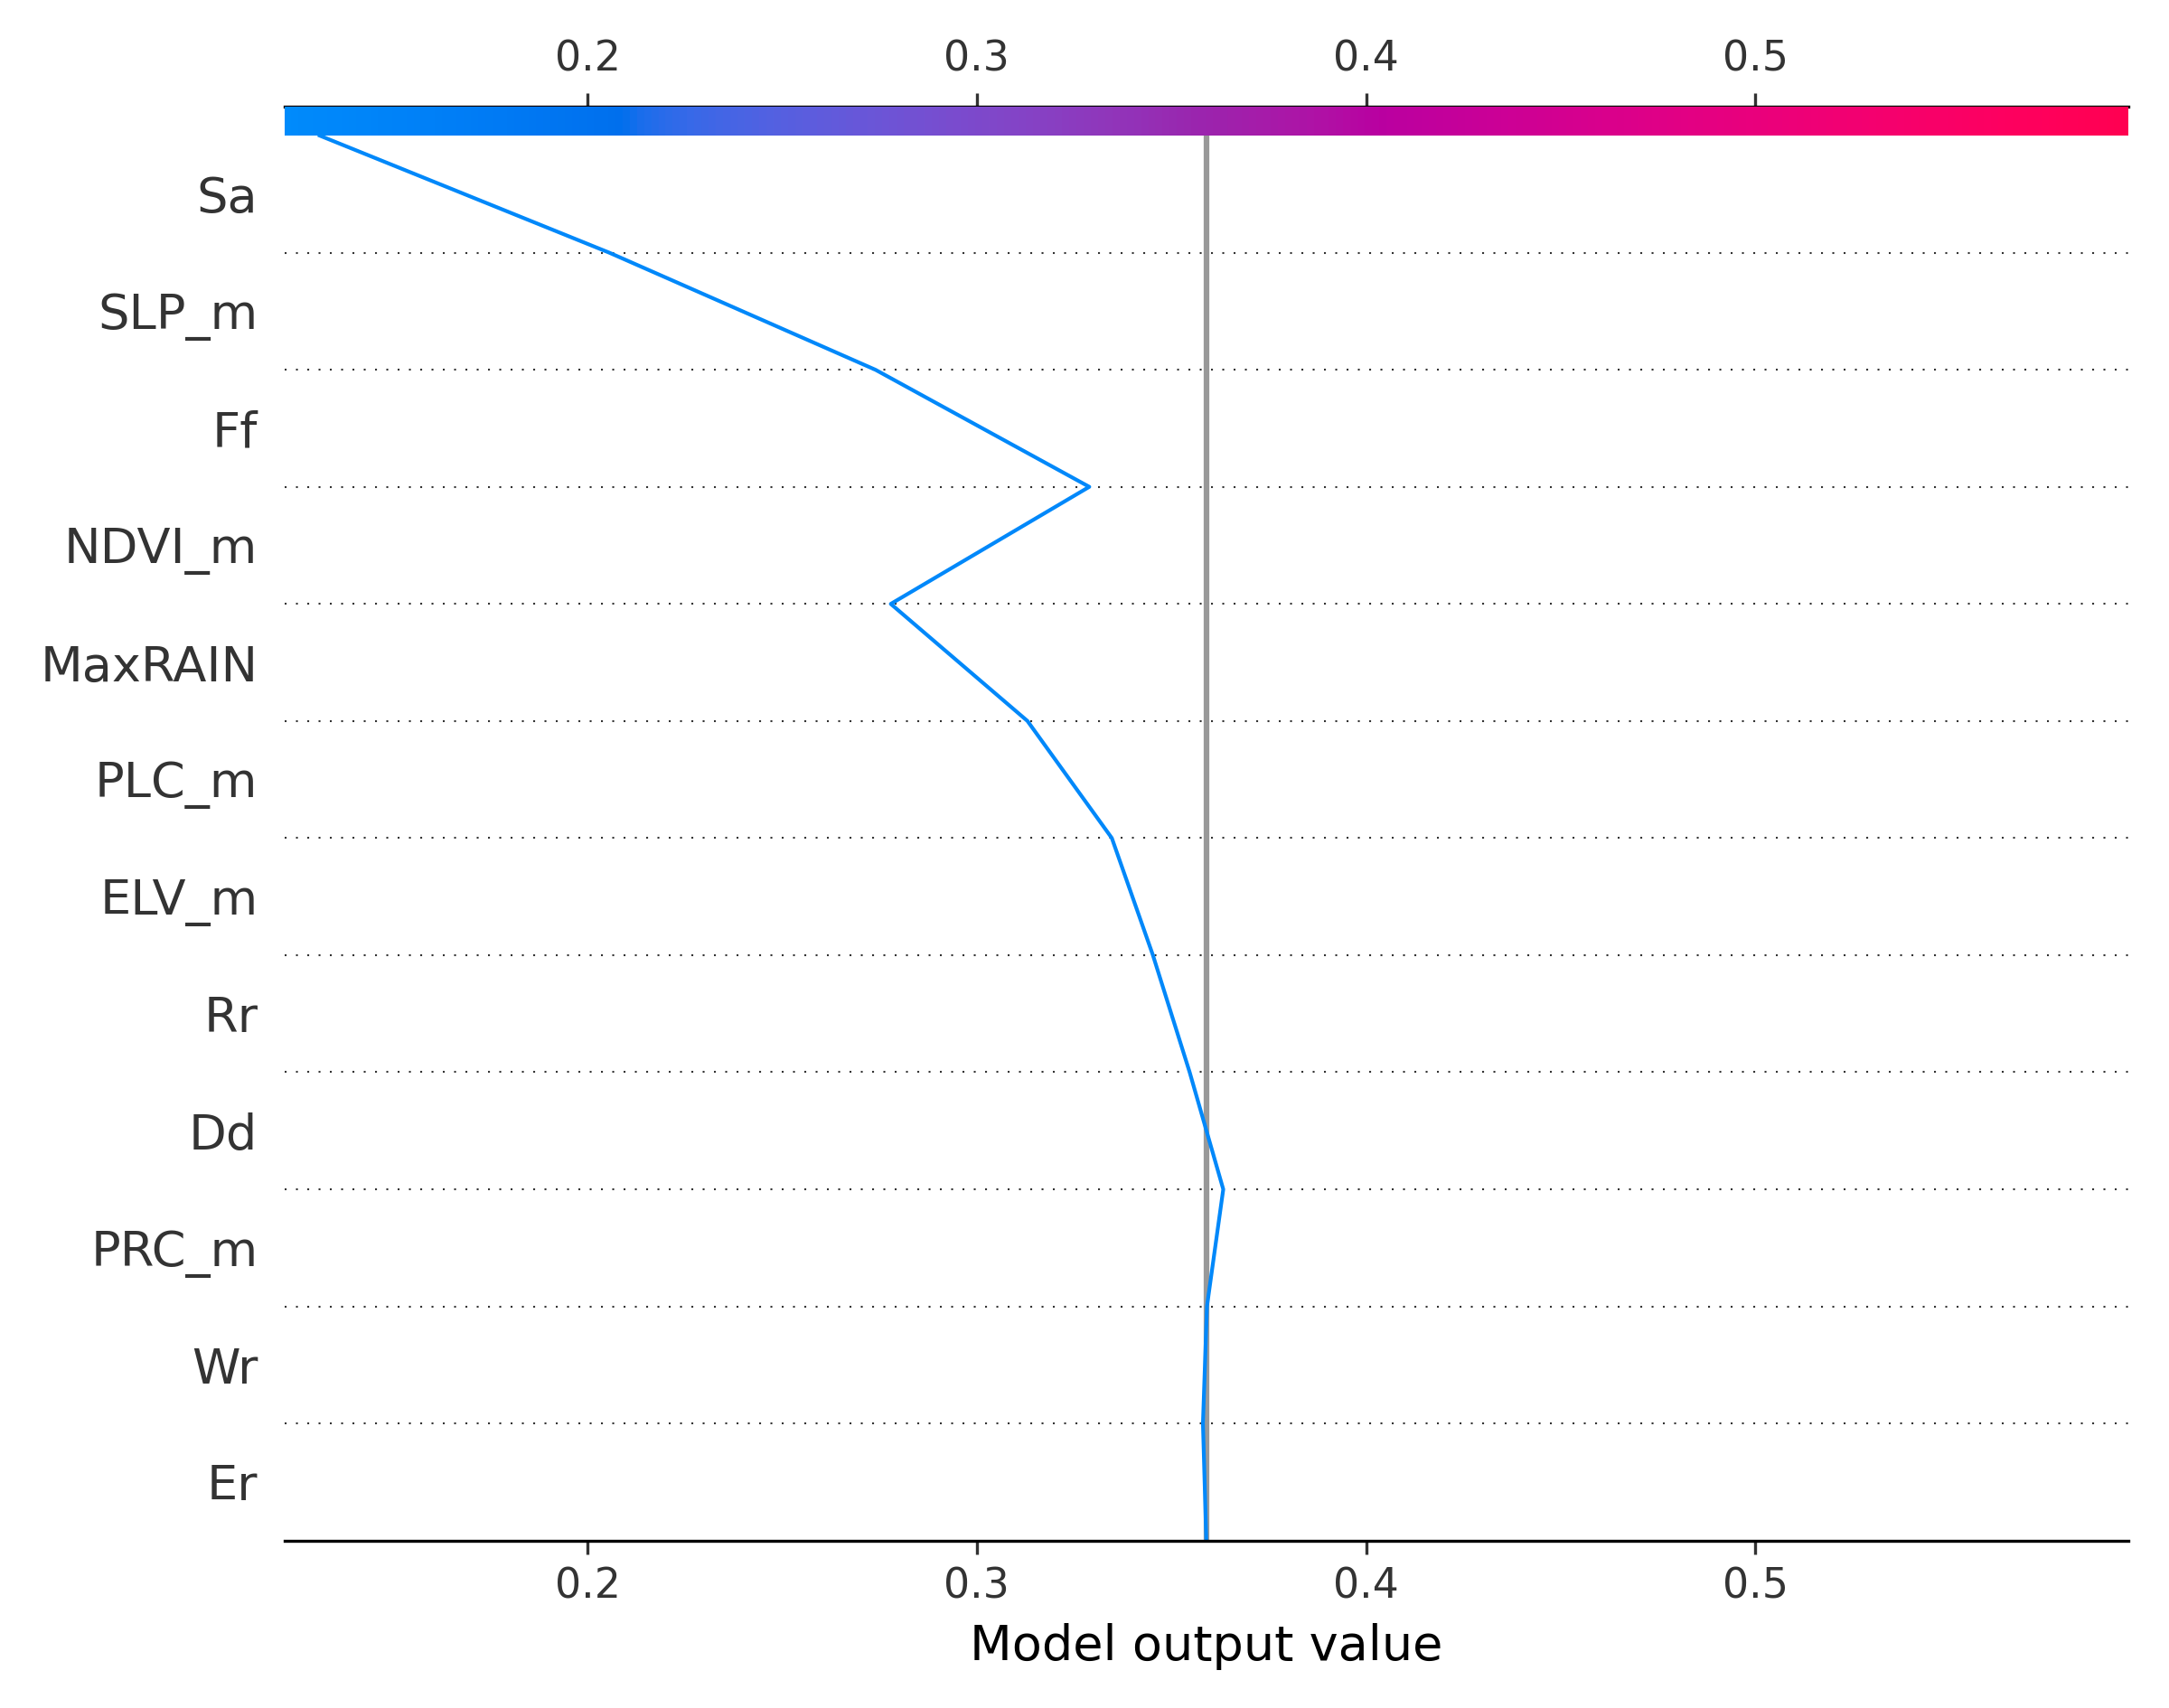 0.2 0.3 0.4 0.5
Sa
SLP_m
Ff
NDVI_m
MaxRAIN
PLC_m
ELV_m
Rr
Dd
PRC_m
Wr
Er
0.2 0.3 0.4 0.5
Model output value